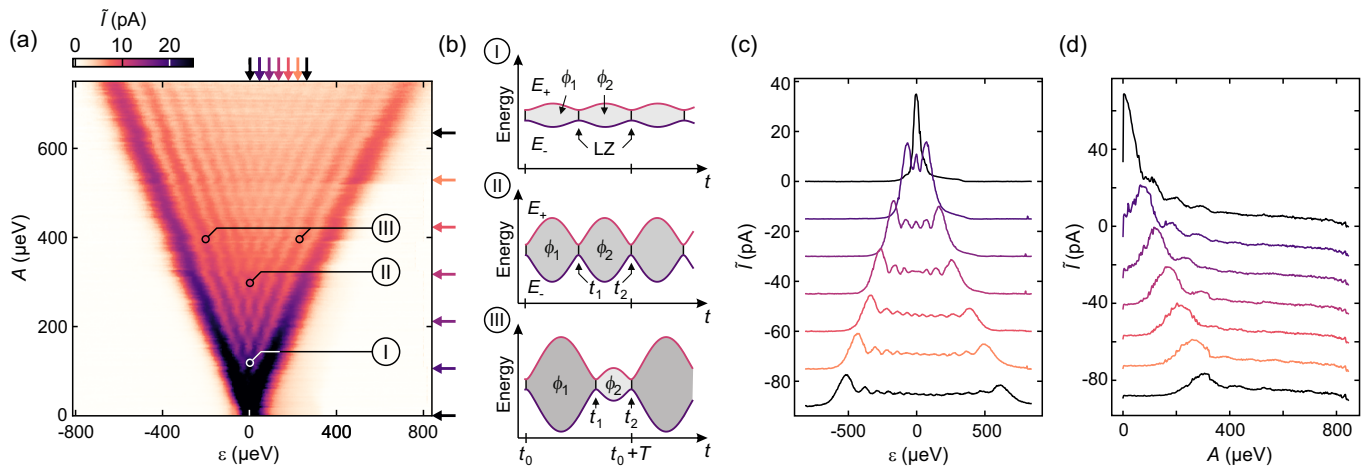 (a)
Ĩ (pA)
0 10 20
A (µeV)
600
400
200
0
III
II
I
-800 -400 0 400 800
ε (µeV)
(b)
I
Energy
E₊
ϕ₁
ϕ₂
E₋
LZ
t
II
Energy
E₊
ϕ₁
ϕ₂
E₋
t₁
t₂
t
III
Energy
ϕ₁
ϕ₂
t₁
t₂
t
t₀
t₀+T
(c)
Ĩ (pA)
40
20
0
-20
-40
-60
-80
-500 0 500
ε (µeV)
(d)
Ĩ (pA)
40
0
-40
-80
0 400 800
A (µeV)